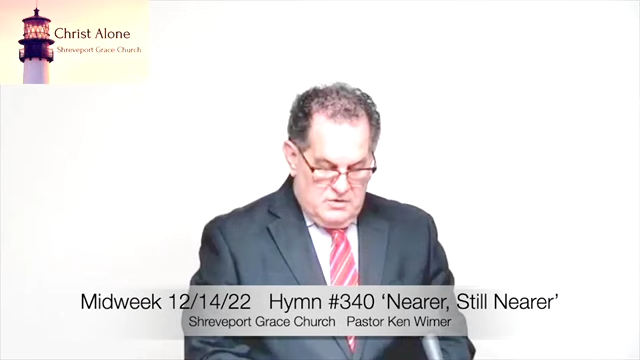 Christ Alone
Shreveport Grace Church
Midweek 12/14/22 Hymn #340 ‘Nearer, Still Nearer’
Shreveport Grace Church Pastor Ken Wimer